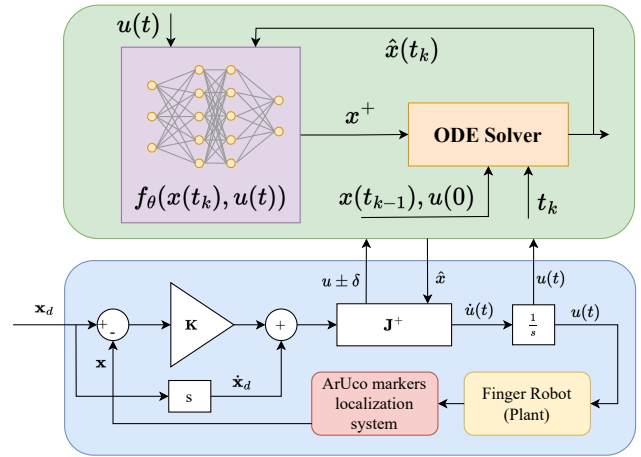 u(t)
x̂(t_k)
x^+
ODE Solver
f_θ(x(t_k), u(t))
x(t_{k-1}), u(0)
t_k
u ± δ
x̂
u(t)
x_d
+
-
K
+
J^+
u̇(t)
1/s
u(t)
x
s
ẋ_d
ArUco markers
localization
system
Finger Robot
(Plant)